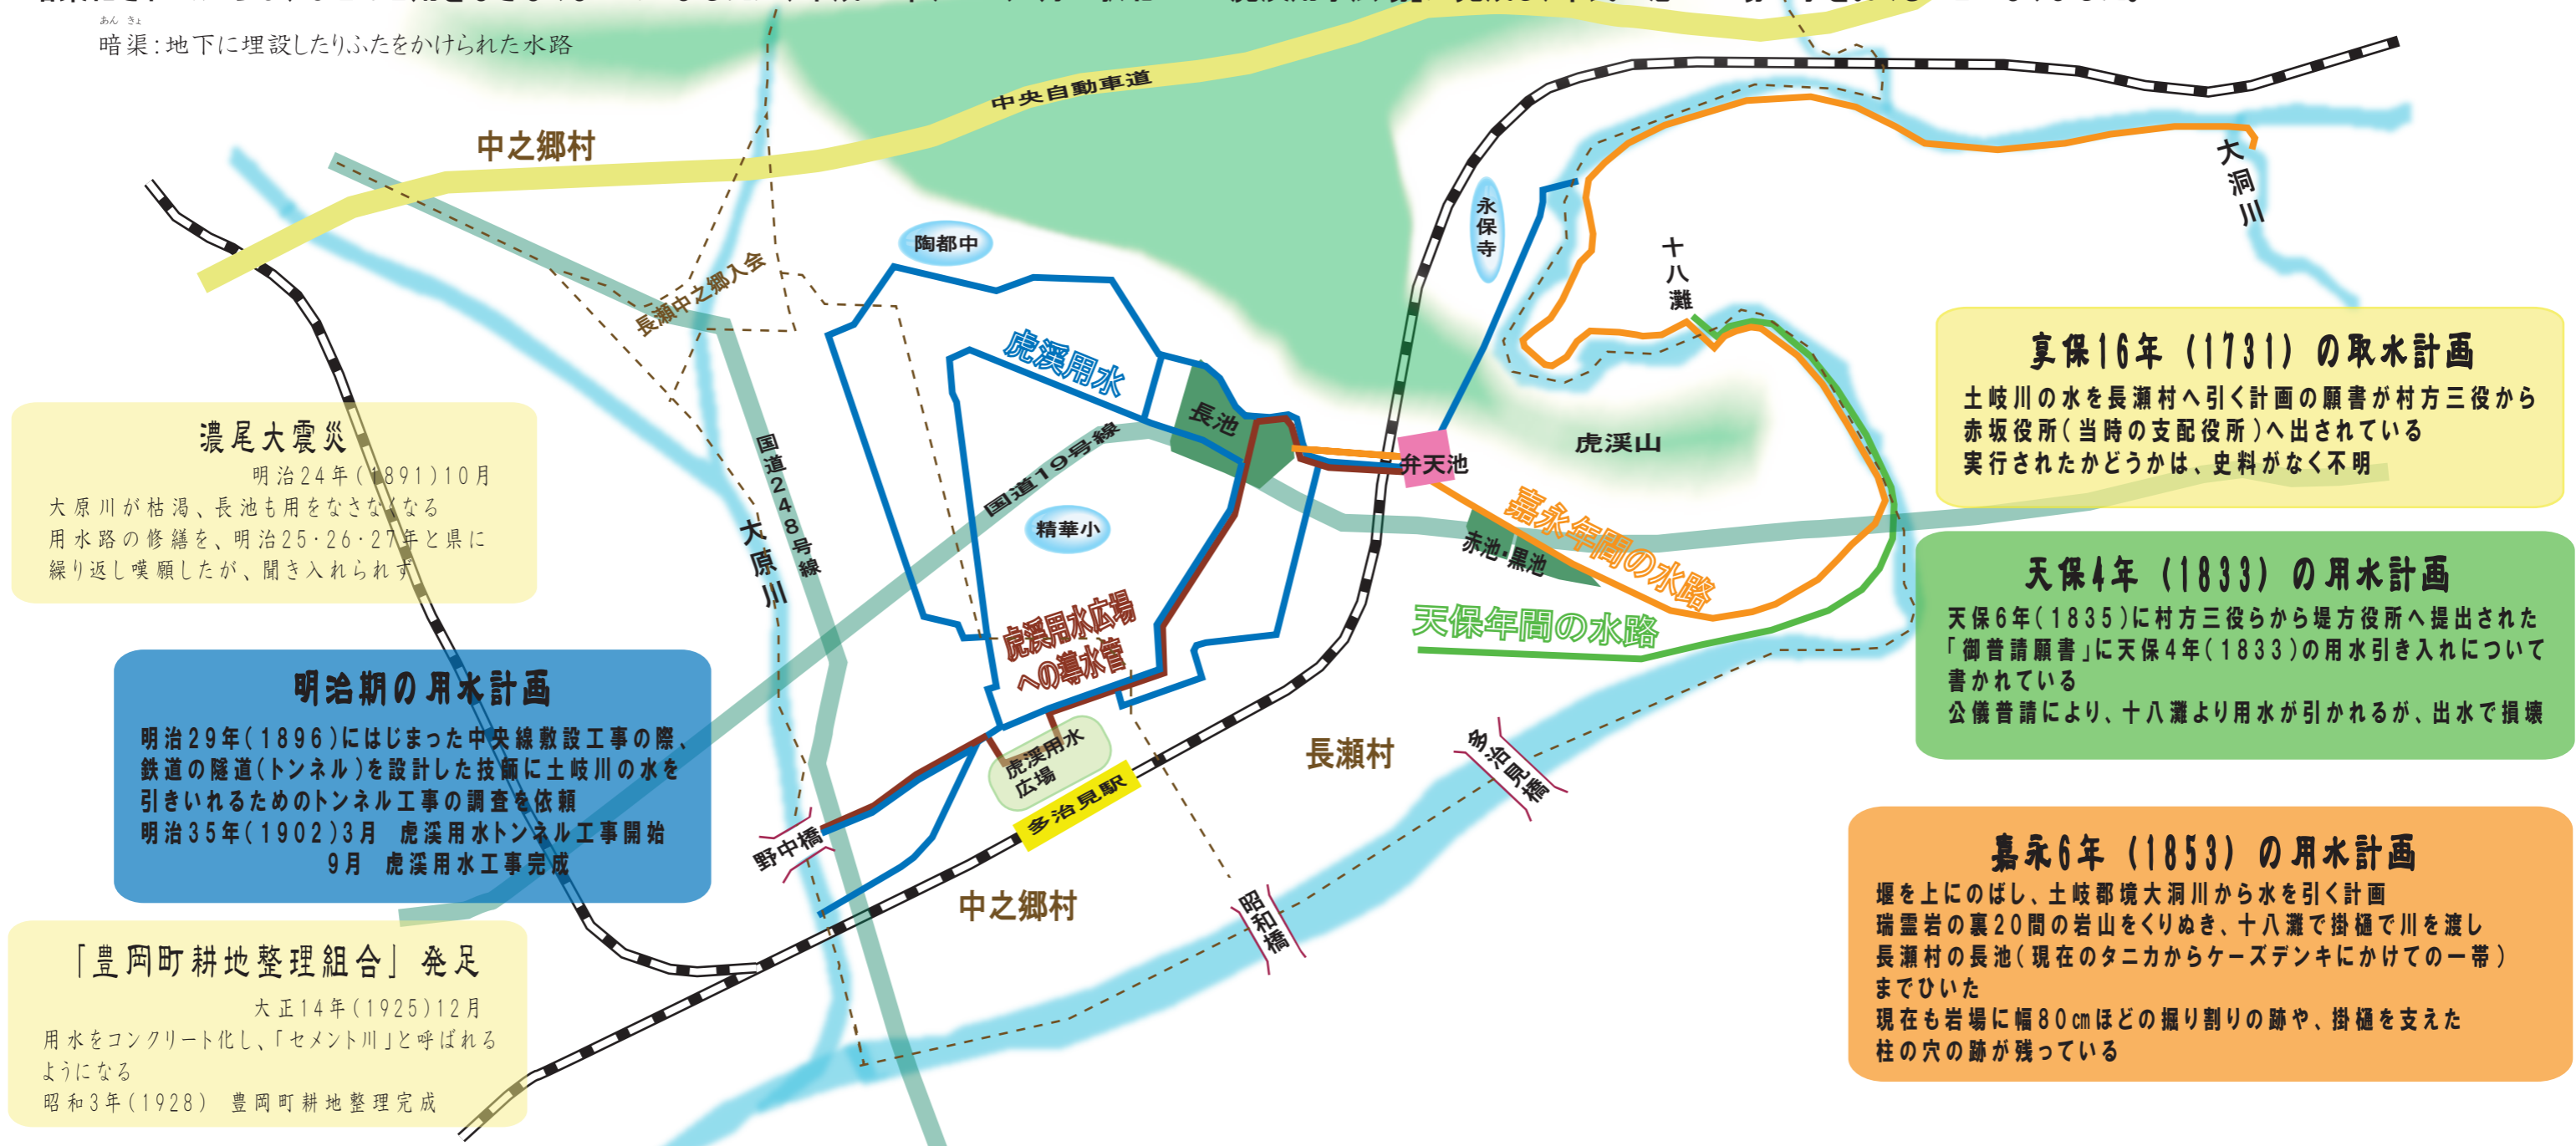 あん きょ
暗渠：地下に埋設したりふたをかけられた水路
中央自動車道
中之郷村
大洞川
永保寺
陶都中
十八灘
長瀬中之郷入会
虎渓用水
長池
国道19号線
国道248号線
弁天池
虎渓山
大原川
精華小
嘉永年間の水路
赤池・黒池
天保年間の水路
虎渓用水広場
への導水管
虎渓用水
広場
多治見駅
長瀬村
多治見橋
野中橋
中之郷村
昭和橋
濃尾大震災
明治24年(1891)10月
大原川が枯渇、長池も用をなさなくなる
用水路の修繕を、明治25・26・27年と県に
繰り返し嘆願したが、聞き入れられず
明治期の用水計画
明治29年(1896)にはじまった中央線敷設工事の際、
鉄道の隧道(トンネル)を設計した技師に土岐川の水を
引きいれるためのトンネル工事の調査を依頼
明治35年(1902)3月　虎渓用水トンネル工事開始
9月　虎渓用水工事完成
「豊岡町耕地整理組合」発足
大正14年(1925)12月
用水をコンクリート化し、「セメント川」と呼ばれる
ようになる
昭和3年(1928)　豊岡町耕地整理完成
享保16年（1731）の取水計画
土岐川の水を長瀬村へ引く計画の願書が村方三役から
赤坂役所(当時の支配役所)へ出されている
実行されたかどうかは、史料がなく不明
天保4年（1833）の用水計画
天保6年(1835)に村方三役らから堤方役所へ提出された
「御普請願書」に天保4年(1833)の用水引き入れについて
書かれている
公儀普請により、十八灘より用水が引かれるが、出水で損壊
嘉永6年（1853）の用水計画
堰を上にのばし、土岐郡境大洞川から水を引く計画
瑞霊岩の裏20間の岩山をくりぬき、十八灘で掛樋で川を渡し
長瀬村の長池(現在のタニカからケーズデンキにかけての一帯)
までひいた
現在も岩場に幅80㎝ほどの掘り割りの跡や、掛樋を支えた
柱の穴の跡が残っている